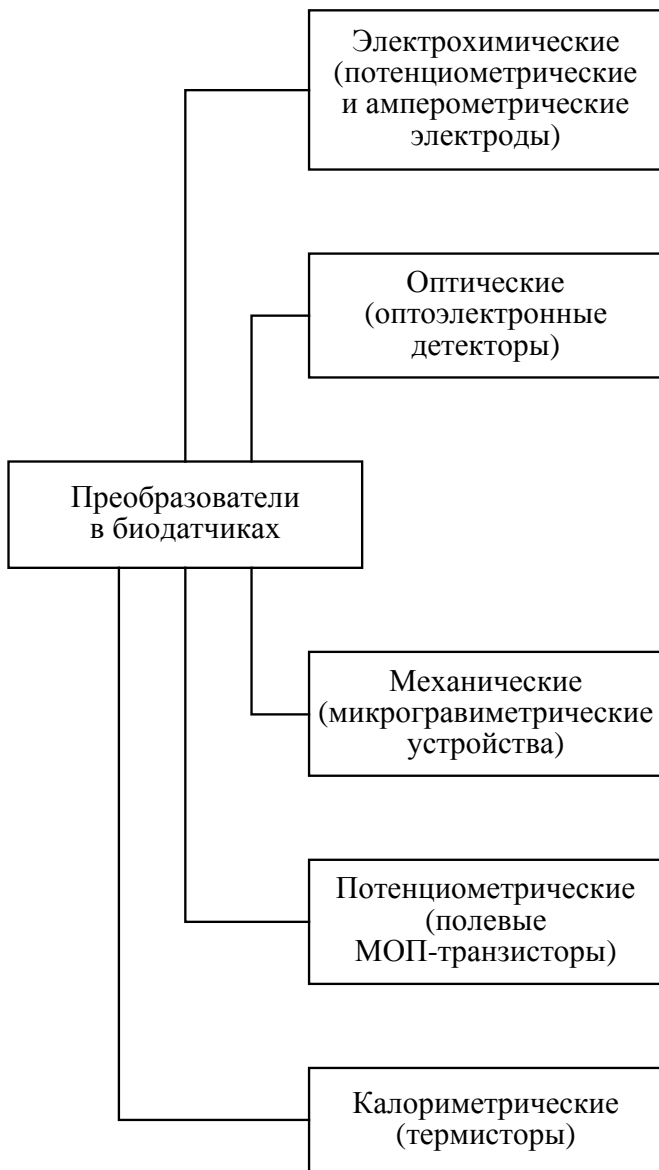 Электрохимические
(потенциометрические
и амперометрические
электроды)
Оптические
(оптоэлектронные
детекторы)
Преобразователи
в биодатчиках
Механические
(микрогравиметрические
устройства)
Потенциометрические
(полевые
МОП-транзисторы)
Калориметрические
(термисторы)